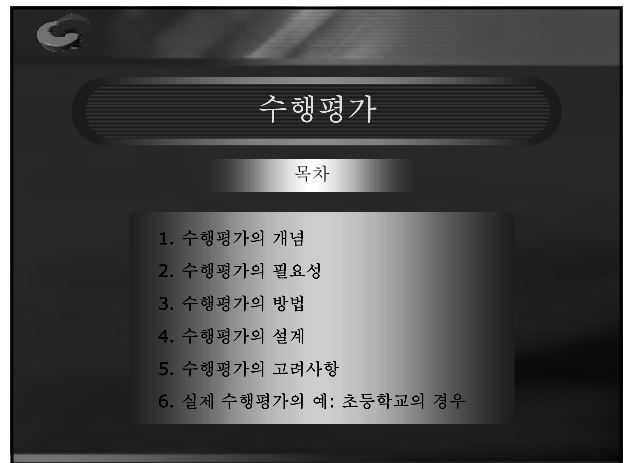 수행평가
목차
1. 수행평가의 개념
2. 수행평가의 필요성
3. 수행평가의 방법
4. 수행평가의 설계
5. 수행평가의 고려사항
6. 실제 수행평가의 예: 초등학교의 경우